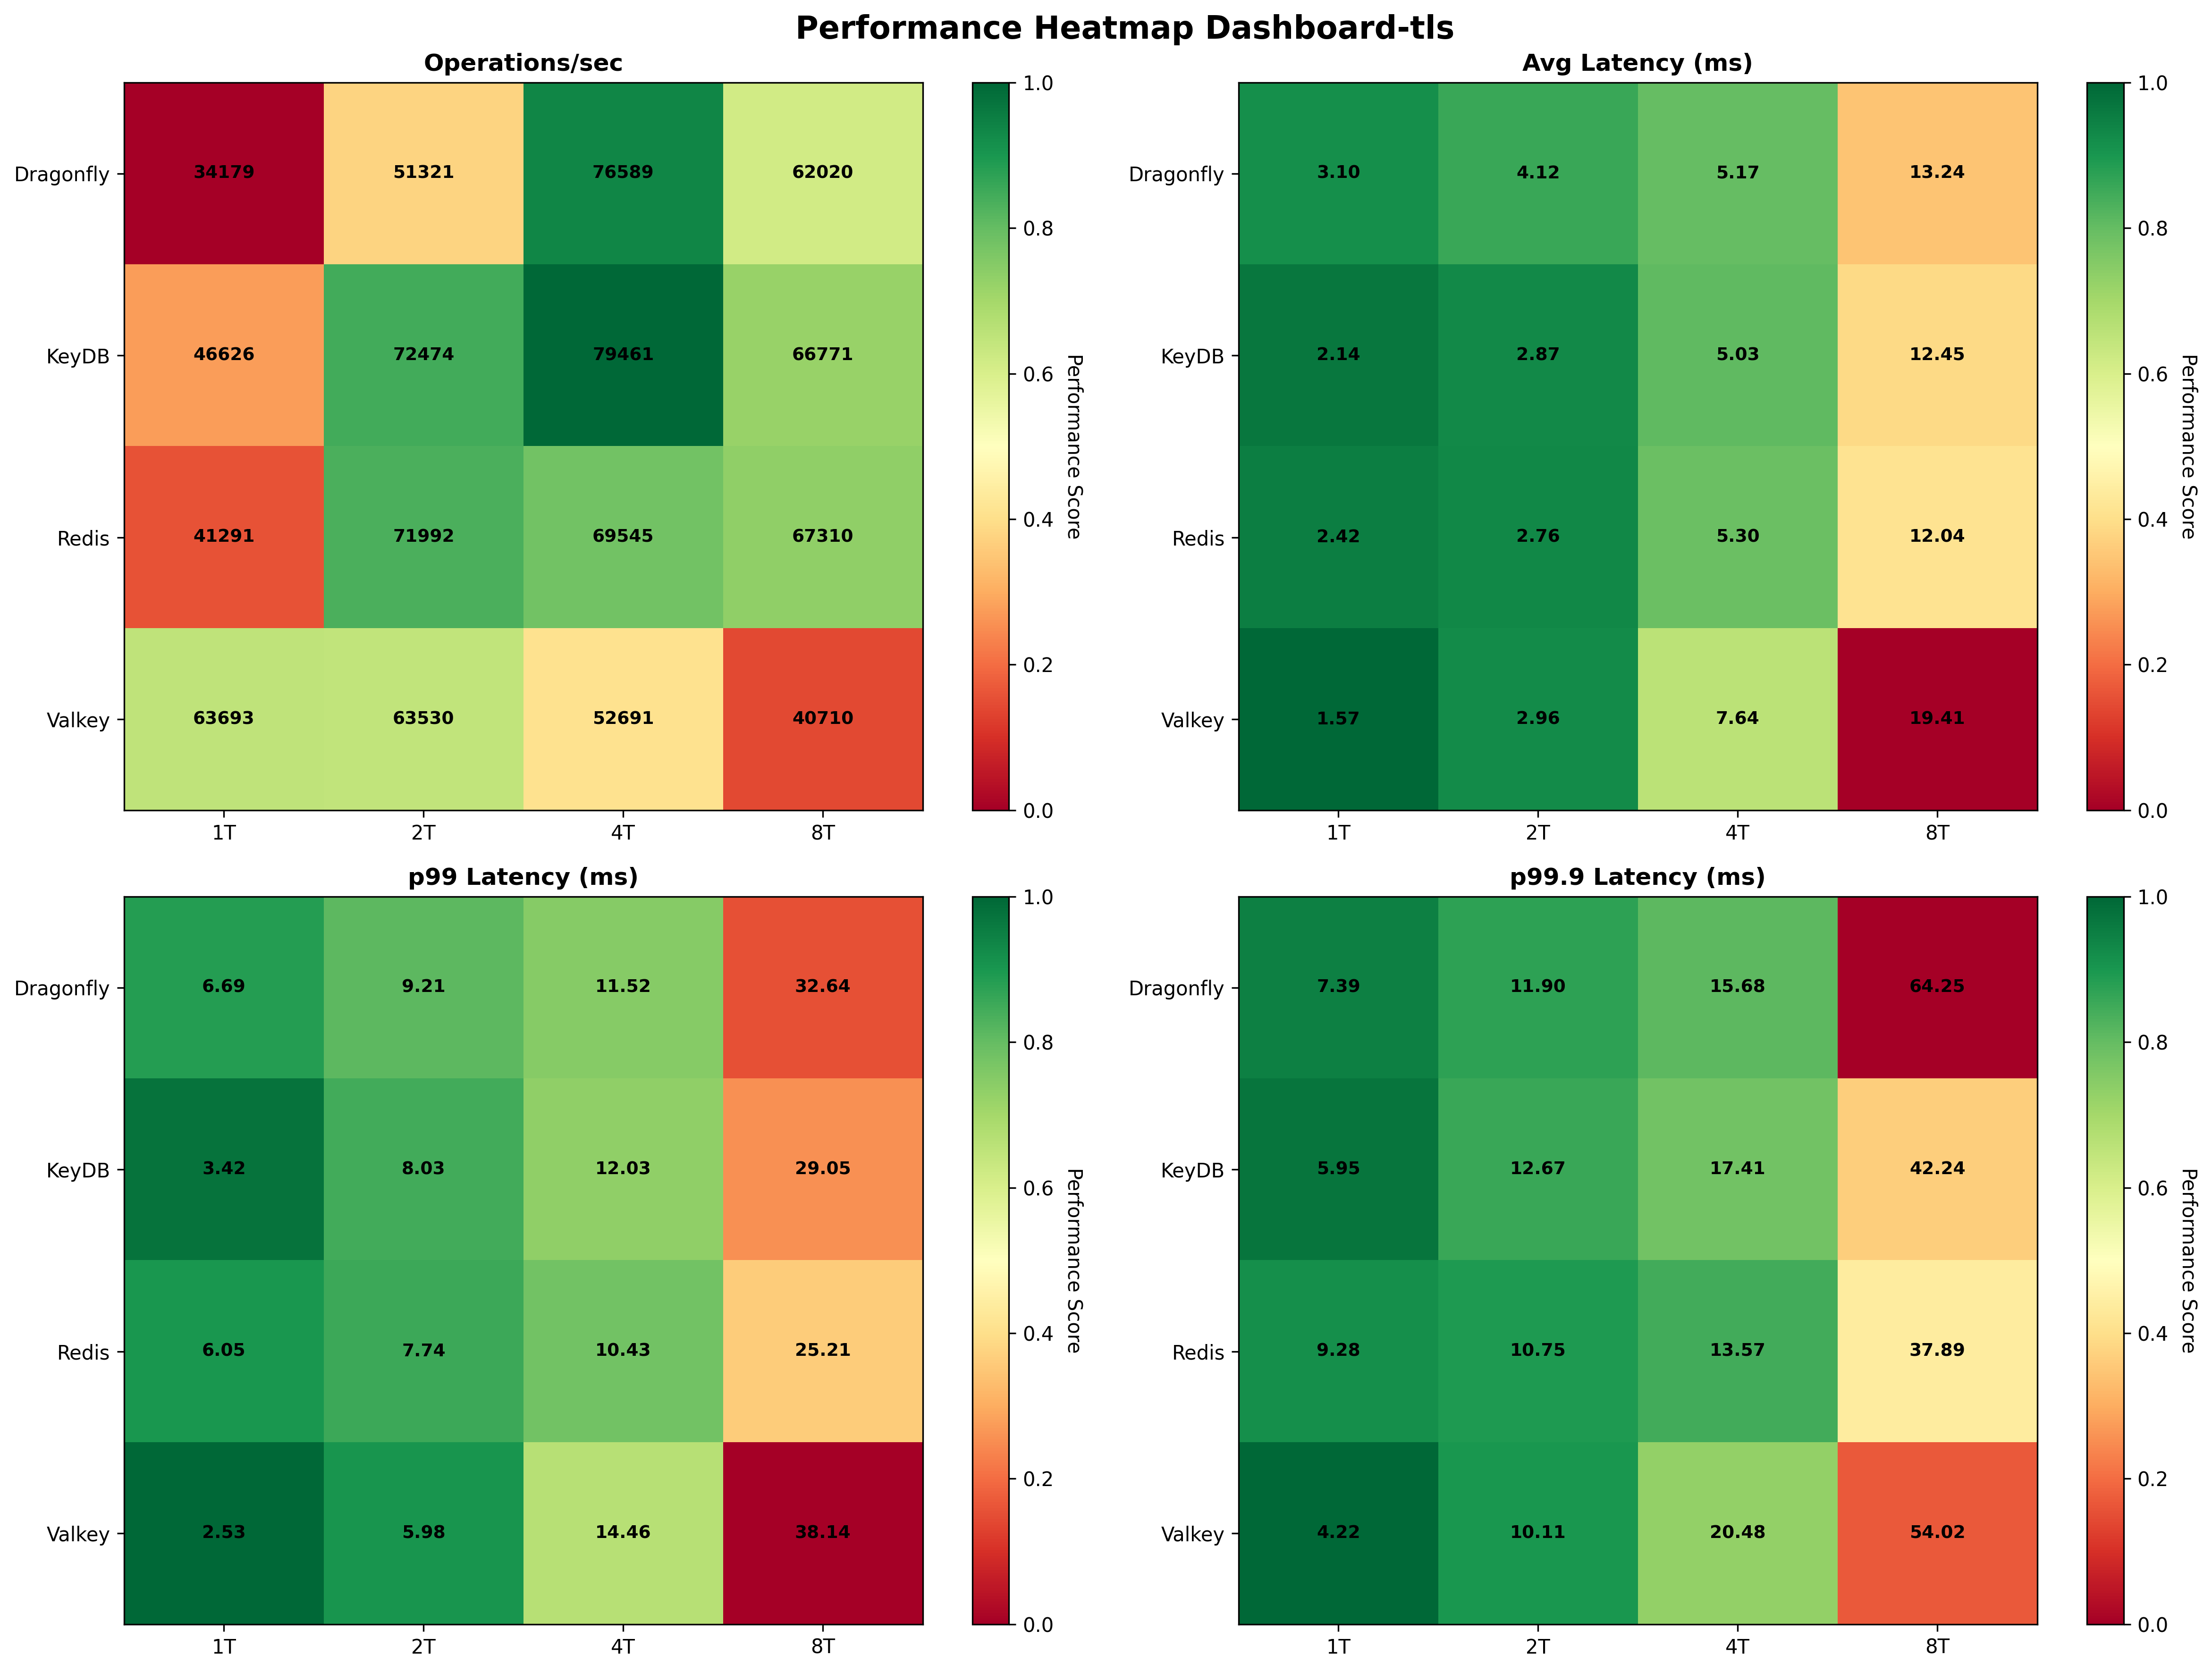 Performance Heatmap Dashboard-tls
Operations/sec
Dragonfly 34179 51321 76589 62020
KeyDB 46626 72474 79461 66771
Redis 41291 71992 69545 67310
Valkey 63693 63530 52691 40710
1T 2T 4T 8T
1.0
0.8
0.6
0.4
0.2
0.0
Performance Score
Avg Latency (ms)
Dragonfly 3.10 4.12 5.17 13.24
KeyDB 2.14 2.87 5.03 12.45
Redis 2.42 2.76 5.30 12.04
Valkey 1.57 2.96 7.64 19.41
1T 2T 4T 8T
1.0
0.8
0.6
0.4
0.2
0.0
Performance Score
p99 Latency (ms)
Dragonfly 6.69 9.21 11.52 32.64
KeyDB 3.42 8.03 12.03 29.05
Redis 6.05 7.74 10.43 25.21
Valkey 2.53 5.98 14.46 38.14
1T 2T 4T 8T
1.0
0.8
0.6
0.4
0.2
0.0
Performance Score
p99.9 Latency (ms)
Dragonfly 7.39 11.90 15.68 64.25
KeyDB 5.95 12.67 17.41 42.24
Redis 9.28 10.75 13.57 37.89
Valkey 4.22 10.11 20.48 54.02
1T 2T 4T 8T
1.0
0.8
0.6
0.4
0.2
0.0
Performance Score